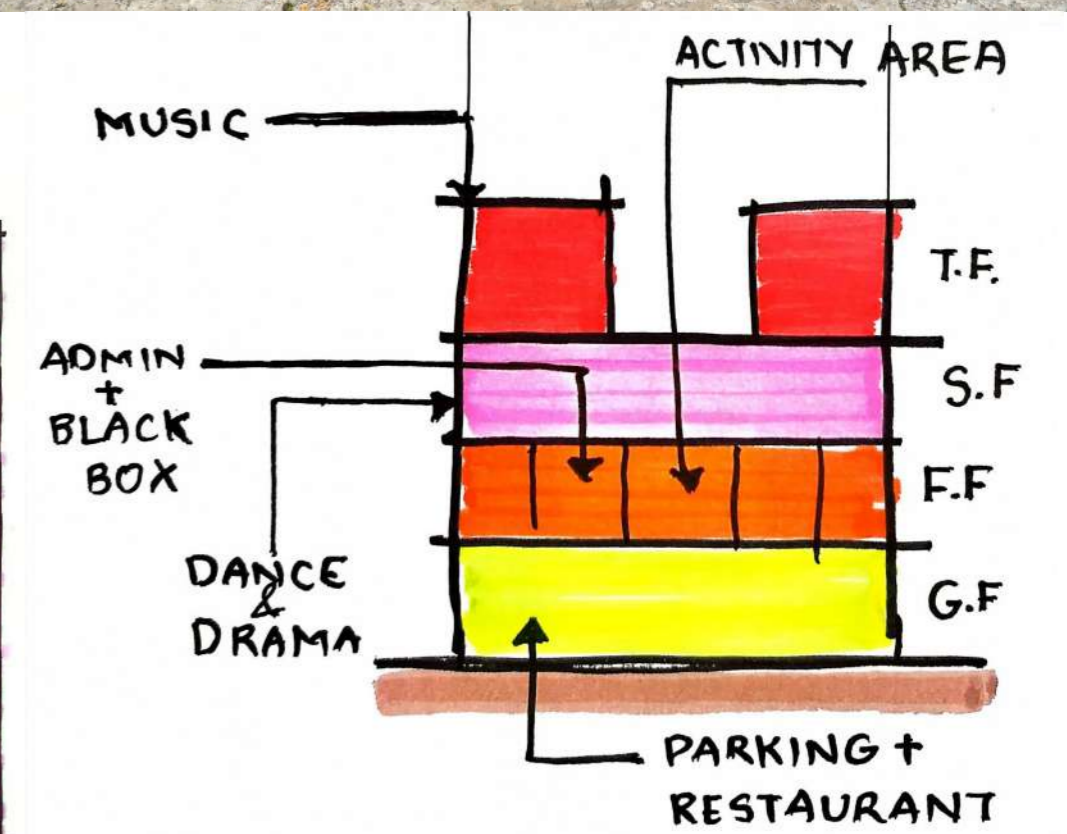 ACTIVITY AREA
MUSIC
T.F.
ADMIN
+
BLACK
BOX
S.F
F.F
DANCE
&
DRAMA
G.F
PARKING +
RESTAURANT